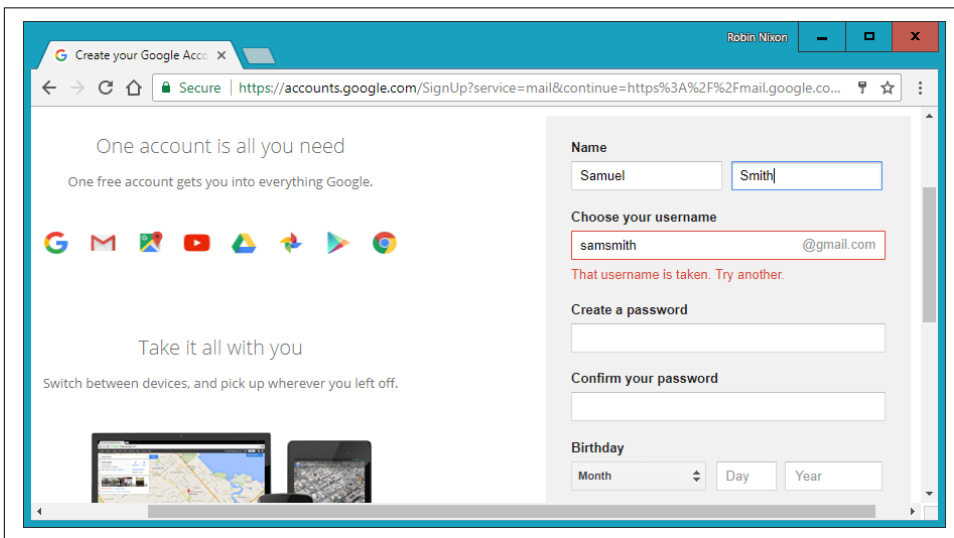 Robin Nixon
Create your Google Acco
Secure | https://accounts.google.com/SignUp?service=mail&continue=https%3A%2F%2Fmail.google.co...
One account is all you need
One free account gets you into everything Google.
Take it all with you
Switch between devices, and pick up wherever you left off.
Name
Samuel Smith
Choose your username
samsmith @gmail.com
That username is taken. Try another.
Create a password
Confirm your password
Birthday
Month Day Year